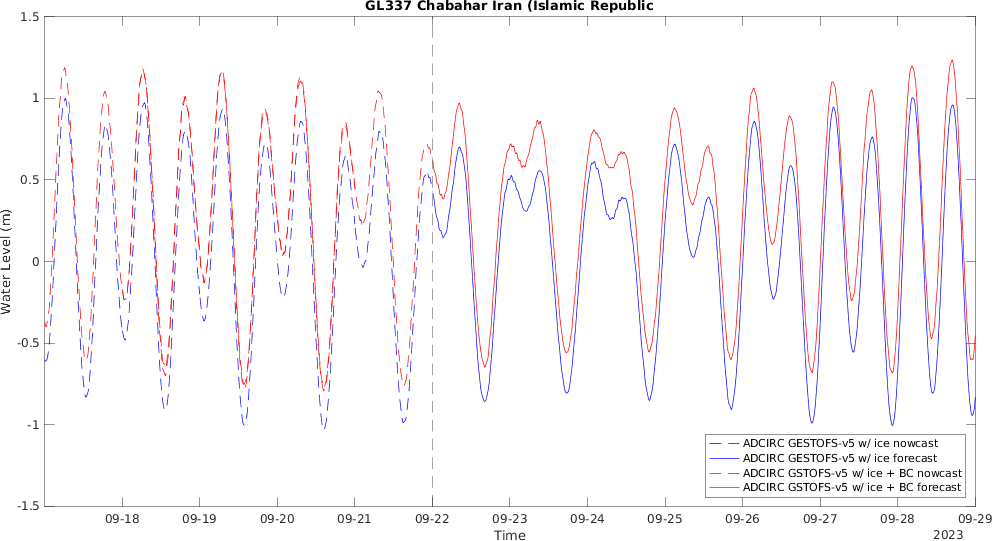 GL337 Chabahar Iran (Islamic Republic
1.5
1
0.5
0
-0.5
-1
-1.5
Water Level (m)
ADCIRC GESTOFS-v5 w/ ice nowcast
ADCIRC GESTOFS-v5 w/ ice forecast
ADCIRC GSTOFS-v5 w/ ice + BC nowcast
ADCIRC GSTOFS-v5 w/ ice + BC forecast
09-18 09-19 09-20 09-21 09-22 09-23 09-24 09-25 09-26 09-27 09-28 09-29
Time
2023